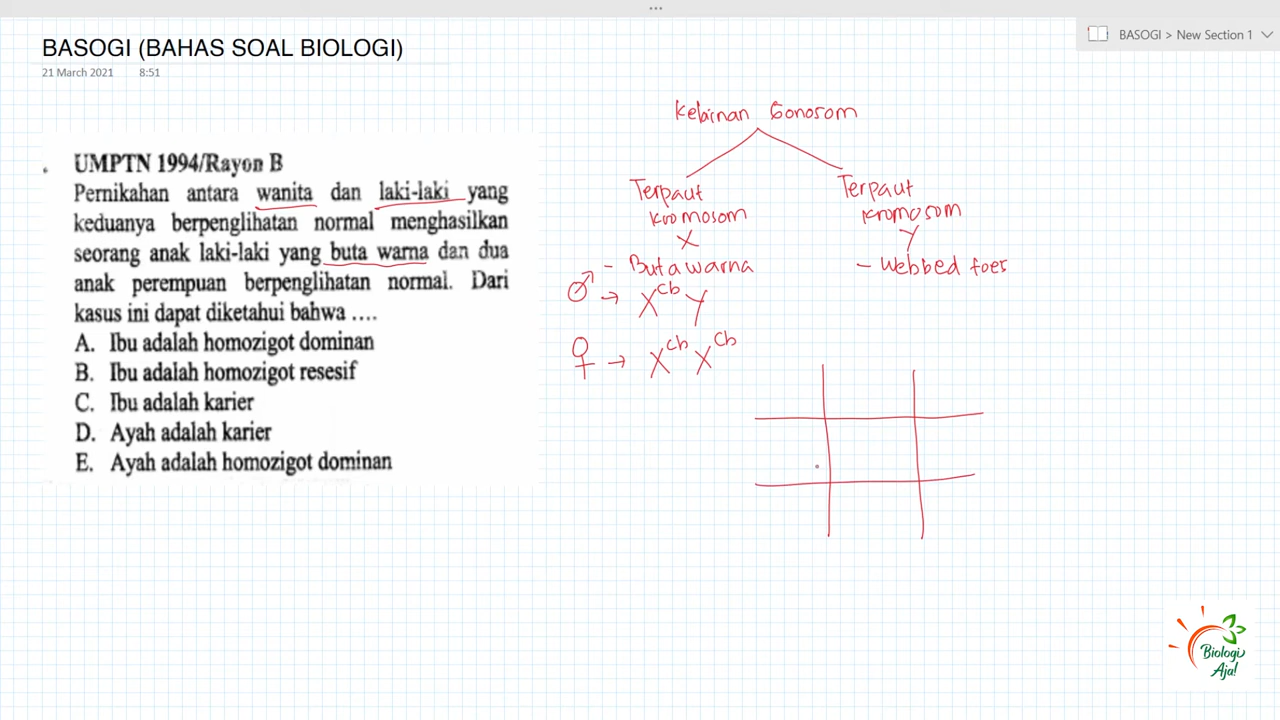 BASOGI (BAHAS SOAL BIOLOGI)
21 March 2021 8:51
BASOGI > New Section 1
UMPTN 1994/Rayon B
Pernikahan antara wanita dan laki-laki yang
keduanya berpenglihatan normal menghasilkan
seorang anak laki-laki yang buta warna dan dua
anak perempuan berpenglihatan normal. Dari
kasus ini dapat diketahui bahwa ....
A. Ibu adalah homozigot dominan
B. Ibu adalah homozigot resesif
C. Ibu adalah karier
D. Ayah adalah karier
E. Ayah adalah homozigot dominan
Kelainan Gonosom
Terpaut
Kromosom
X
- Buta warna
♂ → X^Cb Y
♀ → X^Cb X^Cb
Terpaut
Kromosom
Y
- Webbed toes
Biologi
Aja!